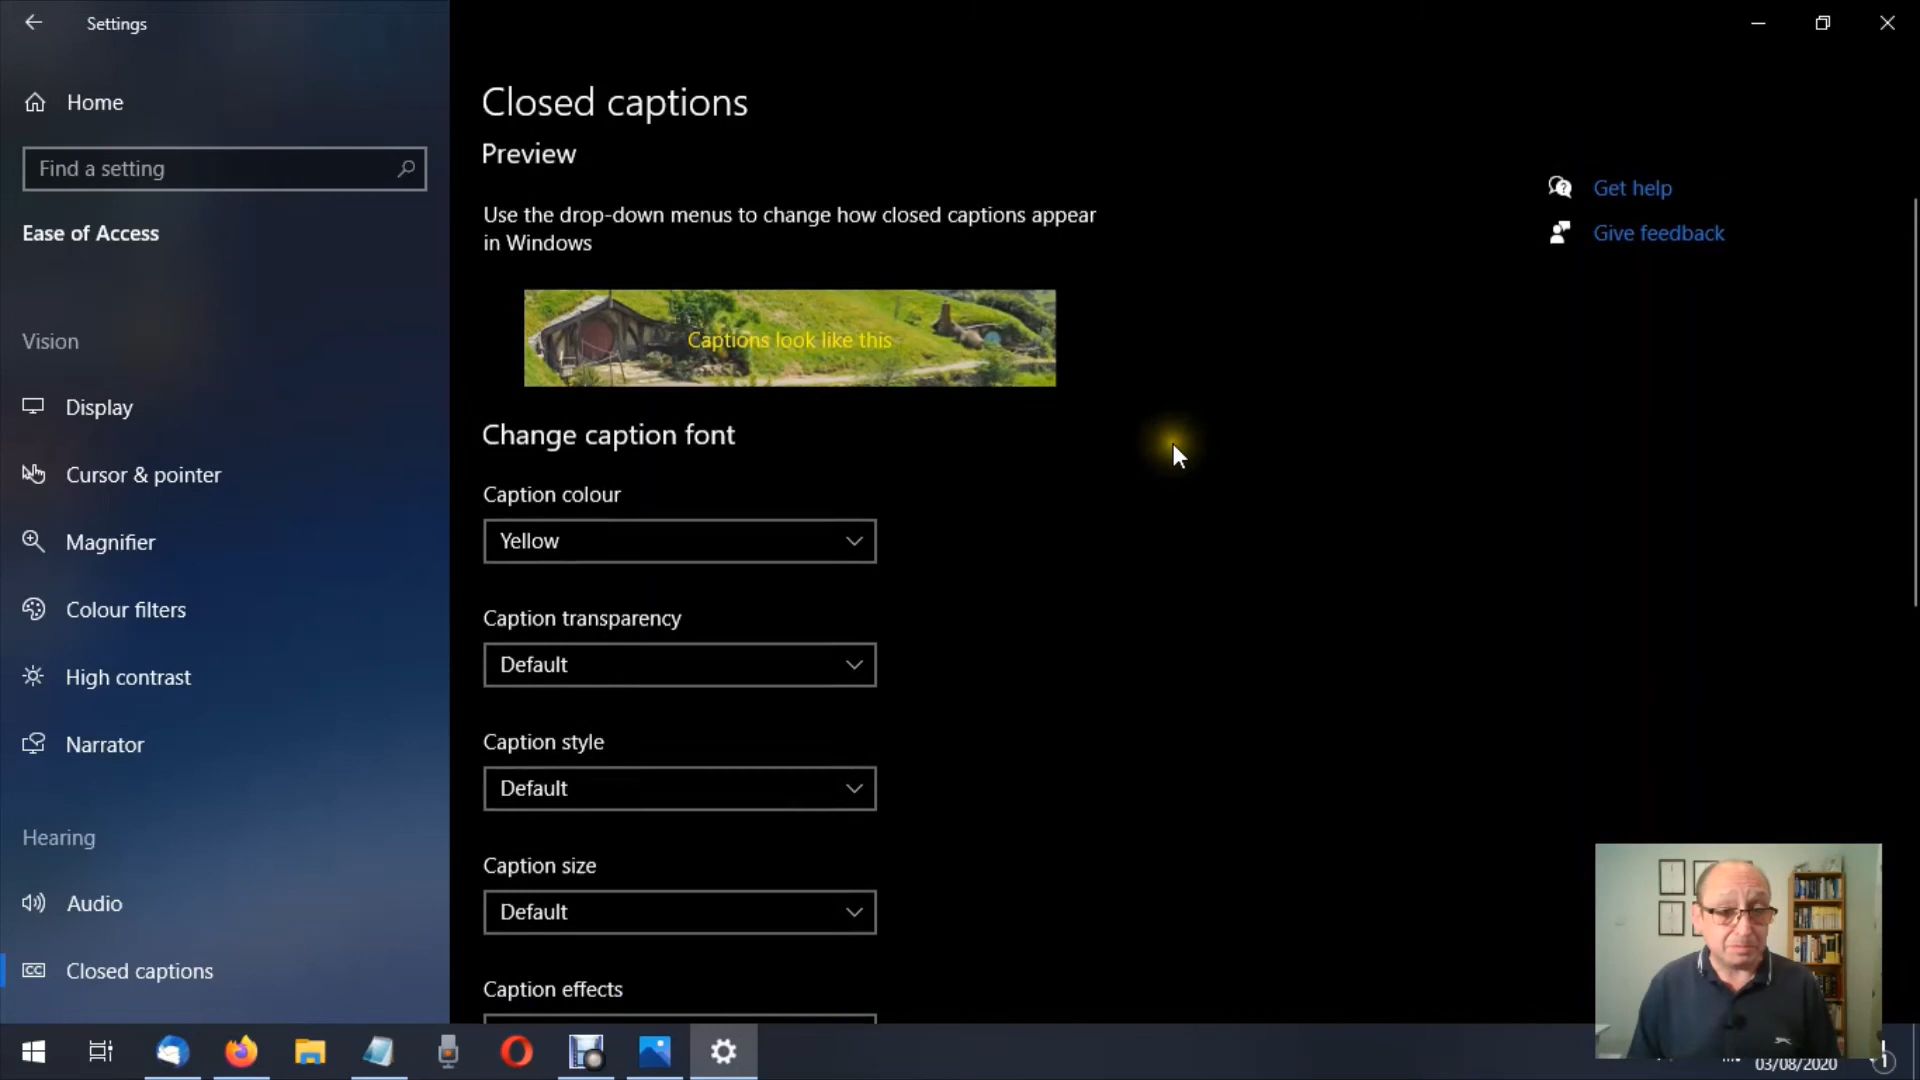 Settings
Home
Find a setting
Ease of Access
Vision
Display
Cursor & pointer
Magnifier
Colour filters
High contrast
Narrator
Hearing
Audio
Closed captions
Closed captions
Preview
Use the drop-down menus to change how closed captions appear
in Windows
Captions look like this
Change caption font
Caption colour
Yellow
Caption transparency
Default
Caption style
Default
Caption size
Default
Caption effects
Get help
Give feedback
03/08/2020
1